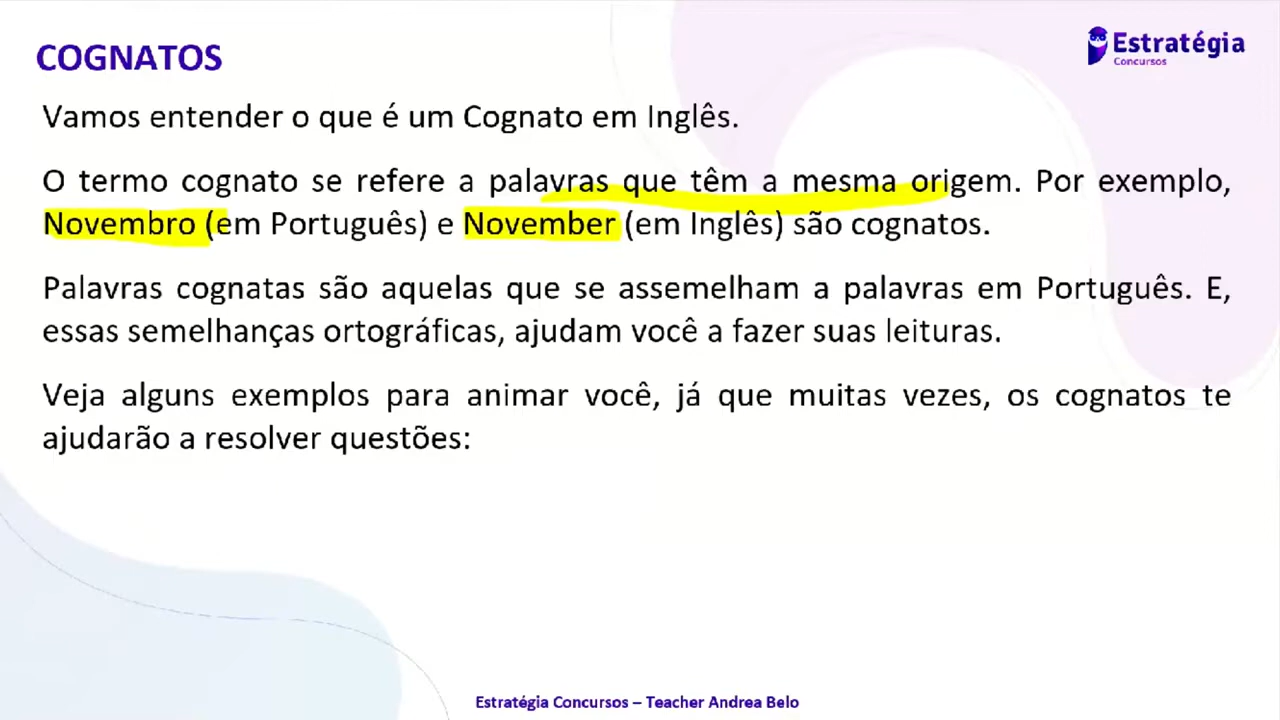 COGNATOS
Estratégia
Concursos
Vamos entender o que é um Cognato em Inglês.
O termo cognato se refere a palavras que têm a mesma origem. Por exemplo,
Novembro (em Português) e November (em Inglês) são cognatos.
Palavras cognatas são aquelas que se assemelham a palavras em Português. E,
essas semelhanças ortográficas, ajudam você a fazer suas leituras.
Veja alguns exemplos para animar você, já que muitas vezes, os cognatos te
ajudarão a resolver questões:
Estratégia Concursos – Teacher Andrea Belo